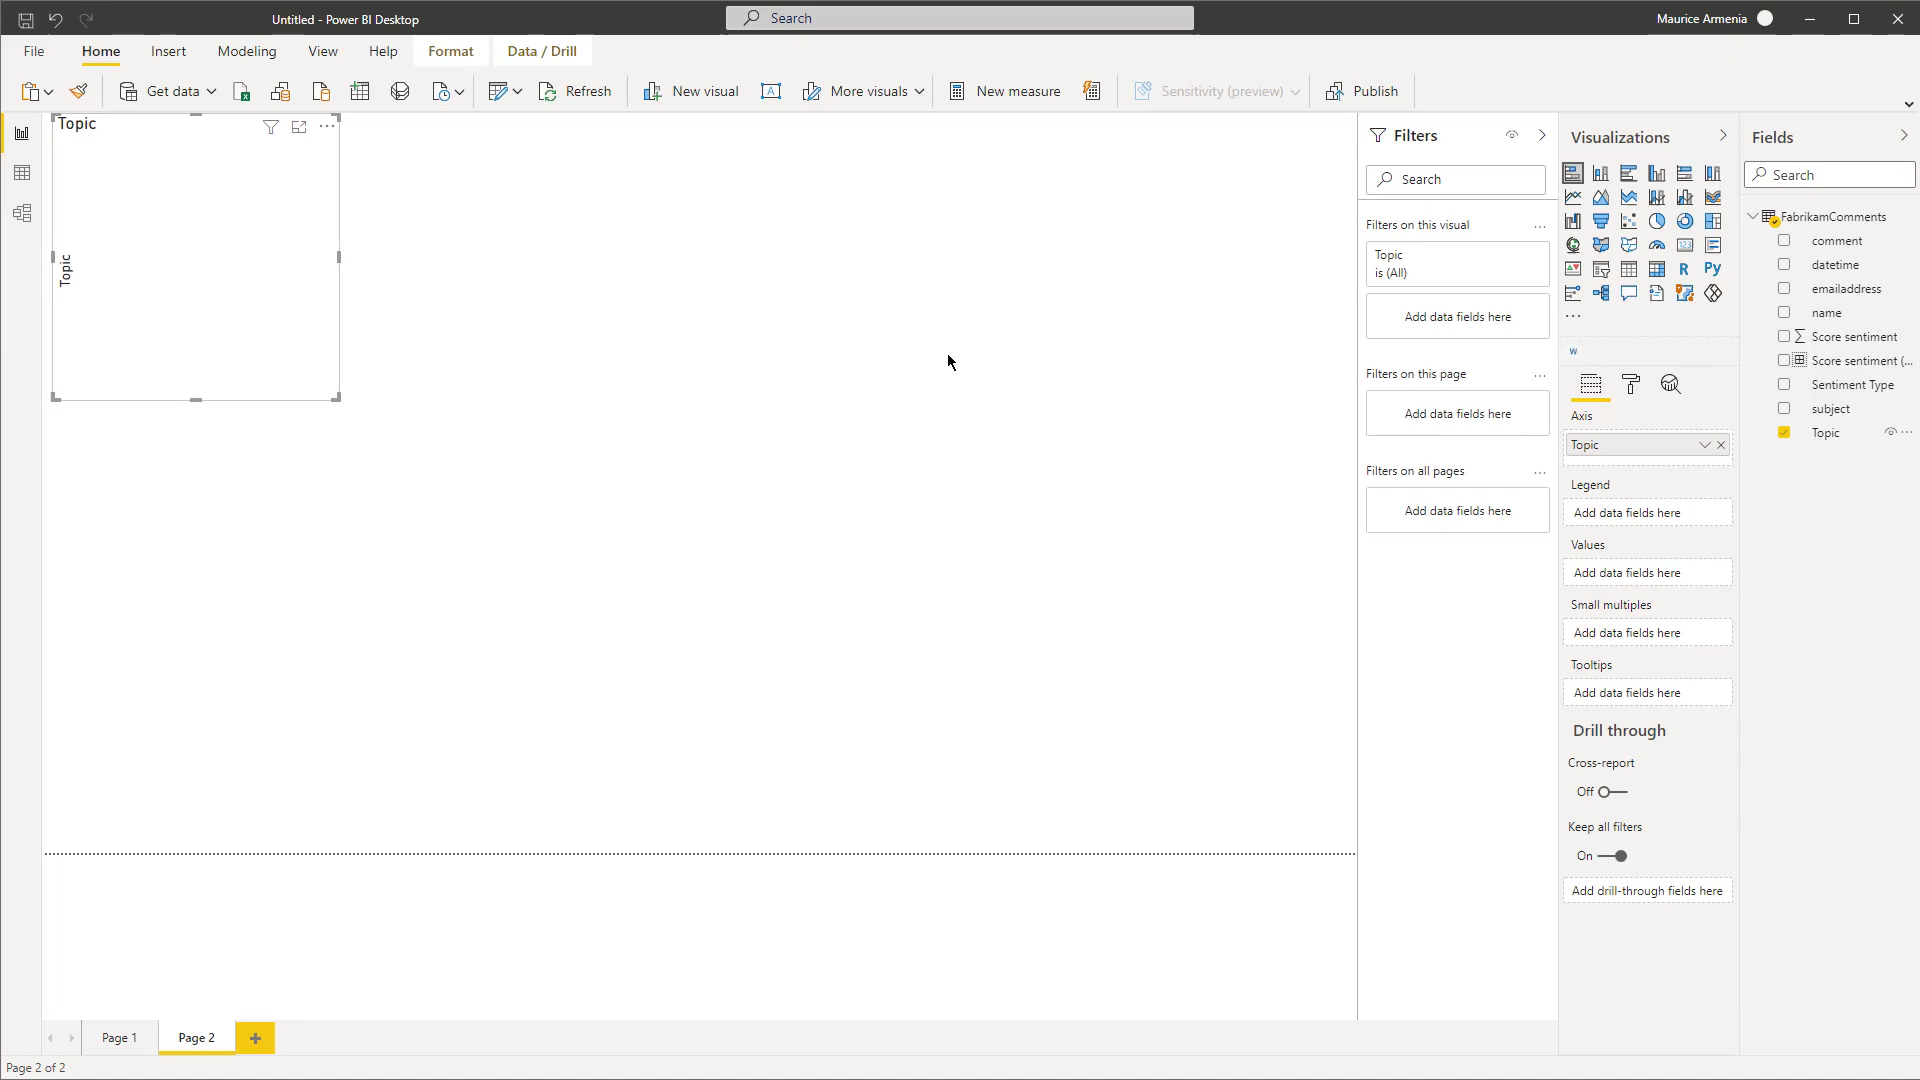 Untitled - Power BI Desktop
Search
Maurice Armenia
File Home Insert Modeling View Help Format Data / Drill
Get data Refresh New visual More visuals New measure Sensitivity (preview) Publish
Topic
Topic
Filters
Search
Filters on this visual ...
Topic
is (All)
Add data fields here
Filters on this page ...
Add data fields here
Filters on all pages ...
Add data fields here
Visualizations
123
R Py
...
W
Axis
Topic
Legend
Add data fields here
Values
Add data fields here
Small multiples
Add data fields here
Tooltips
Add data fields here
Drill through
Cross-report
Off
Keep all filters
On
Add drill-through fields here
Fields
Search
FabrikamComments
comment
datetime
emailaddress
name
Score sentiment
Score sentiment (...
Sentiment Type
subject
Topic ...
Page 1 Page 2 +
Page 2 of 2